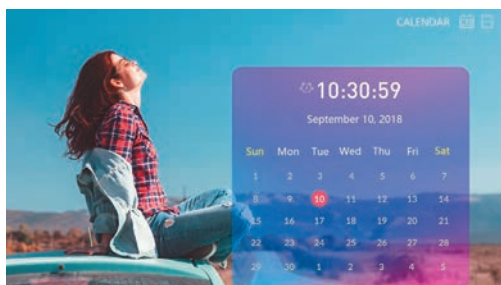 CALENDAR
10:30:59
September 10, 2018
Sun Mon Tue Wed Thu Fri Sat
1 2 3 4 5 6 7
8 9 10 11 12 13 14
15 16 17 18 19 20 21
22 23 24 25 26 27 28
29 30 1 2 3 4 5